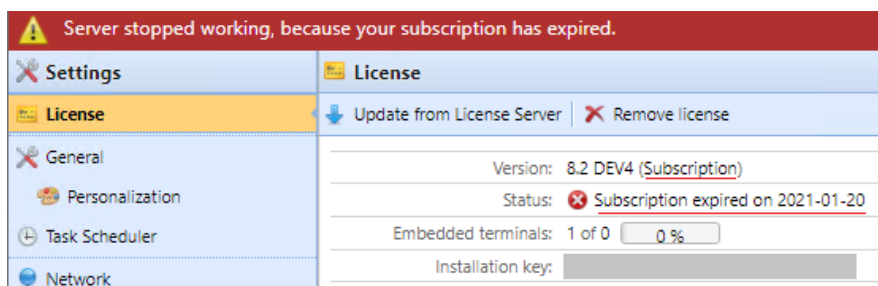 Server stopped working, because your subscription has expired.
Settings
License
General
Personalization
Task Scheduler
Network
License
Update from License Server
Remove license
Version: 8.2 DEV4 (Subscription)
Status: Subscription expired on 2021-01-20
Embedded terminals: 1 of 0 0 %
Installation key: